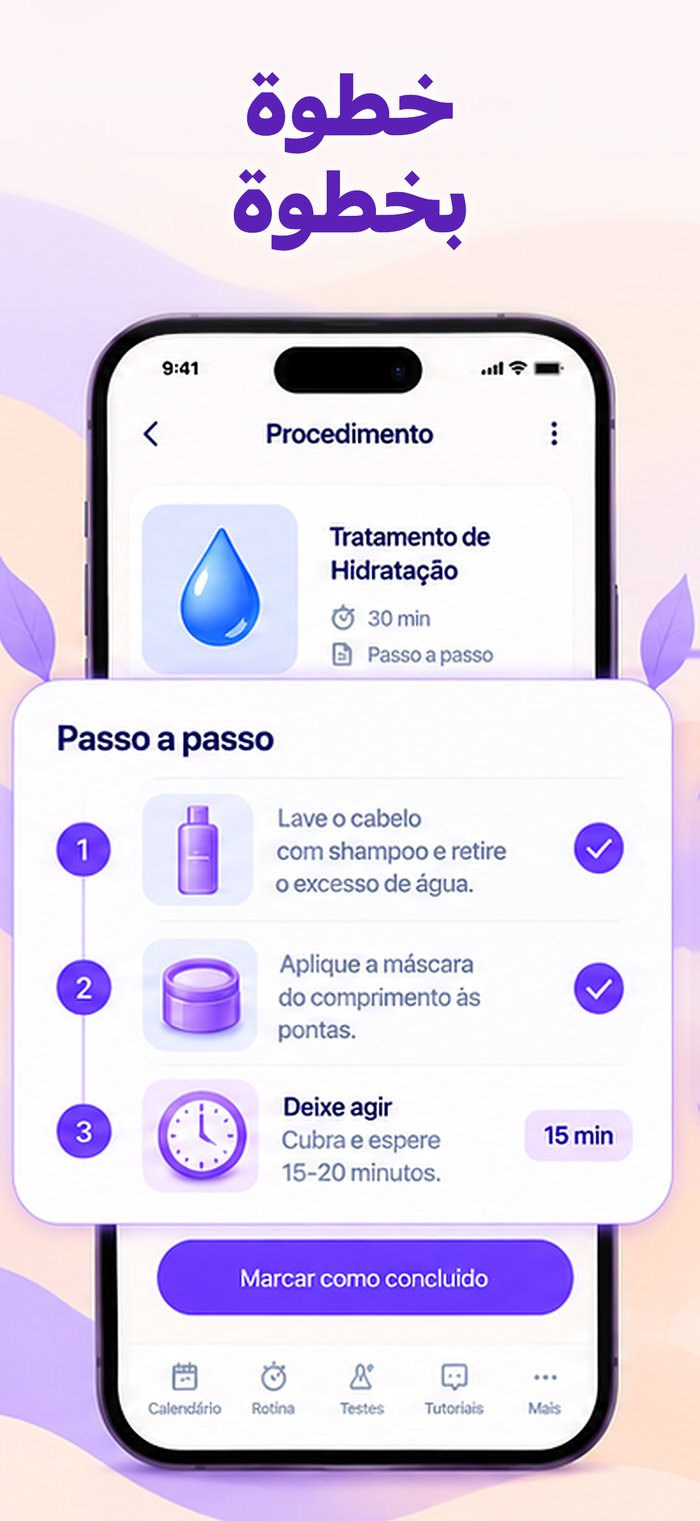 خطوة
بخطوة
9:41
Procedimento
Tratamento de
Hidratação
30 min
Passo a passo
Passo a passo
1
Lave o cabelo
com shampoo e retire
o excesso de água.
2
Aplique a máscara
do comprimento às
pontas.
3
Deixe agir
Cubra e espere
15-20 minutos.
15 min
Marcar como concluido
Calendário
Rotina
Testes
Tutoriais
Mais